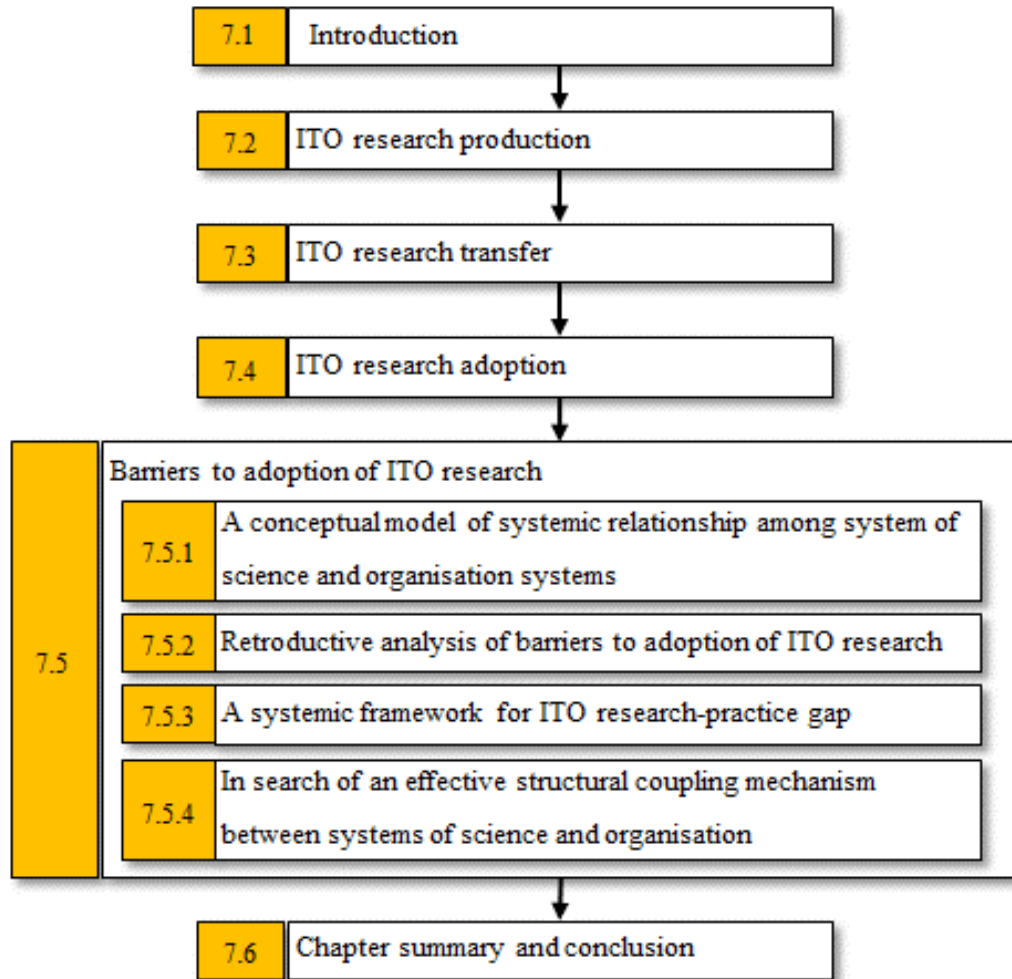 7.1 Introduction
7.2 ITO research production
7.3 ITO research transfer
7.4 ITO research adoption
7.5 Barriers to adoption of ITO research
7.5.1 A conceptual model of systemic relationship among system of
science and organisation systems
7.5.2 Retroductive analysis of barriers to adoption of ITO research
7.5.3 A systemic framework for ITO research-practice gap
7.5.4 In search of an effective structural coupling mechanism
between systems of science and organisation
7.6 Chapter summary and conclusion